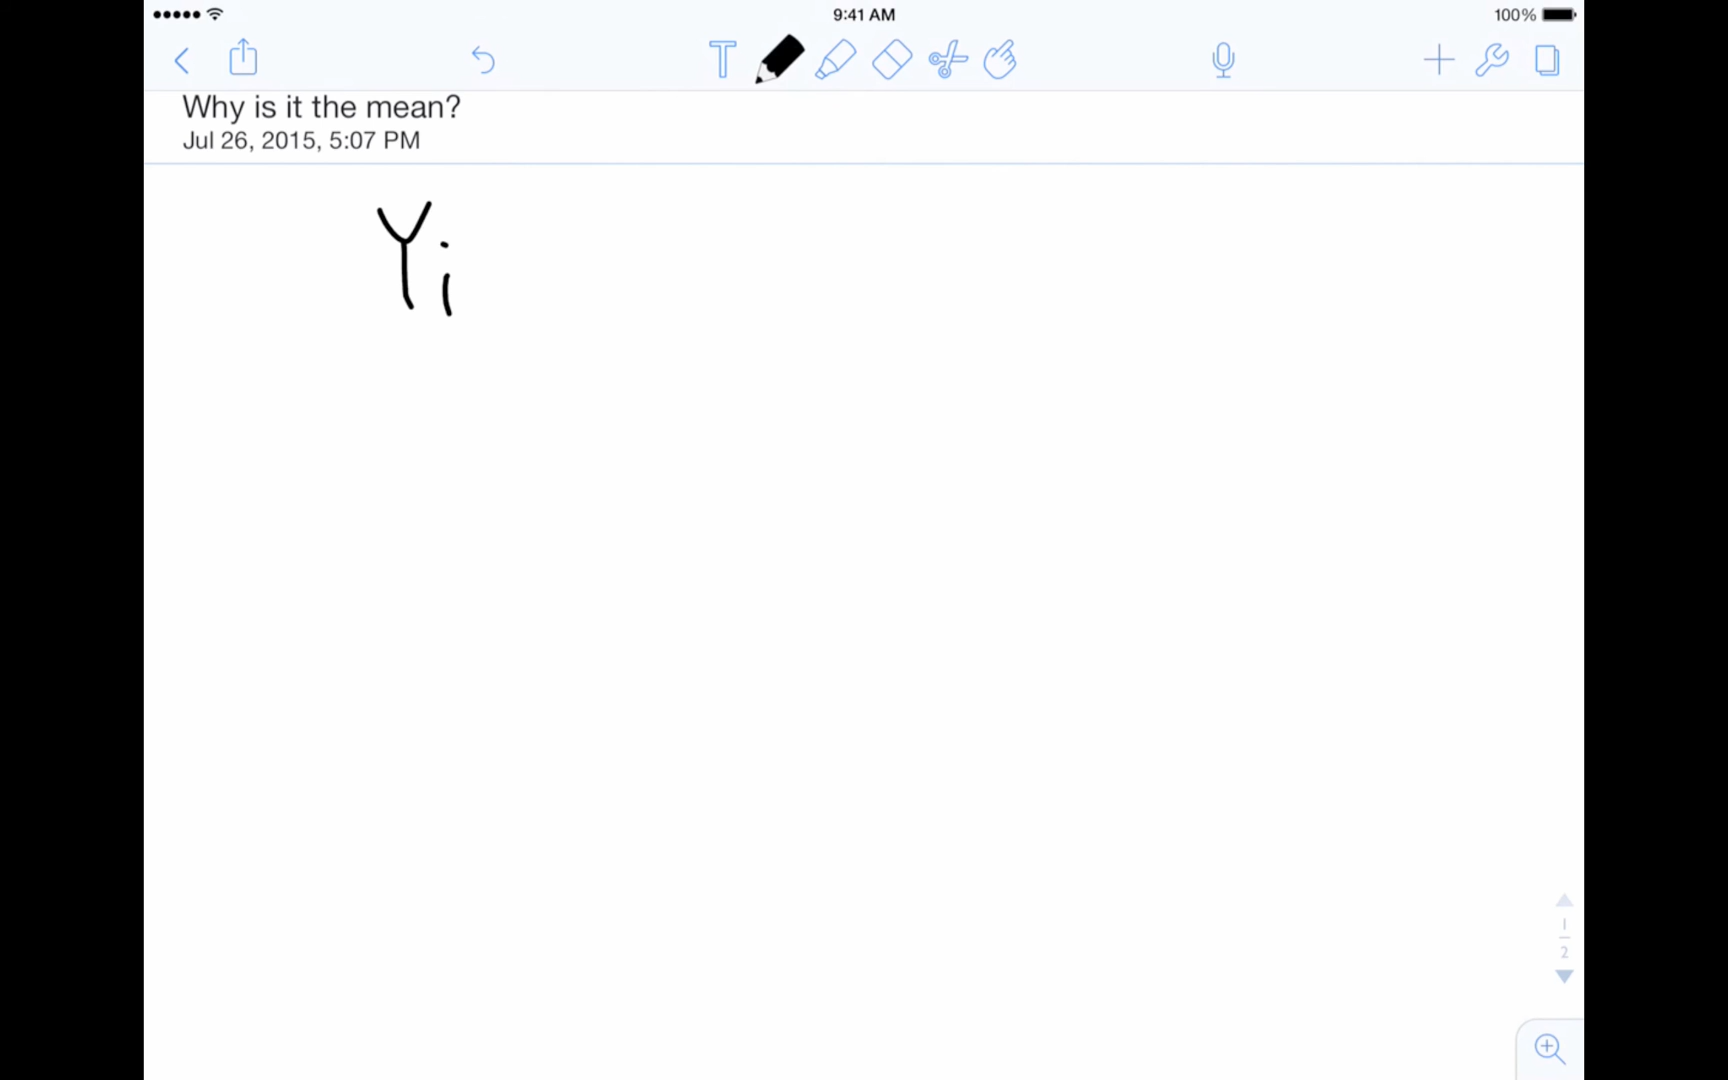 9:41 AM
100%
Why is it the mean?
Jul 26, 2015, 5:07 PM
Yi
1
2